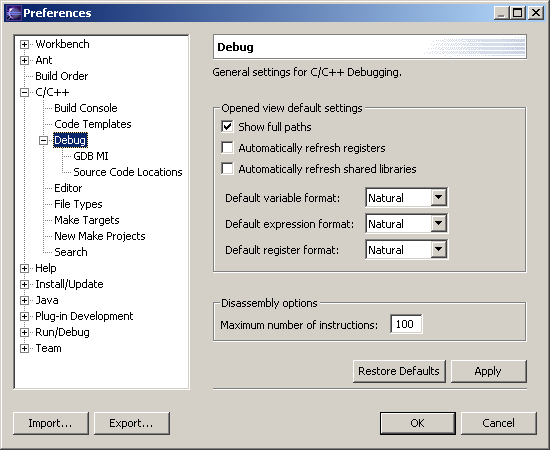 Preferences
Workbench
Ant
Build Order
C/C++
Build Console
Code Templates
Debug
GDB MI
Source Code Locations
Editor
File Types
Make Targets
New Make Projects
Search
Help
Install/Update
Java
Plug-in Development
Run/Debug
Team
Debug
General settings for C/C++ Debugging.
Opened view default settings
Show full paths
Automatically refresh registers
Automatically refresh shared libraries
Default variable format: Natural
Default expression format: Natural
Default register format: Natural
Disassembly options
Maximum number of instructions: 100
Restore Defaults Apply
Import... Export... OK Cancel